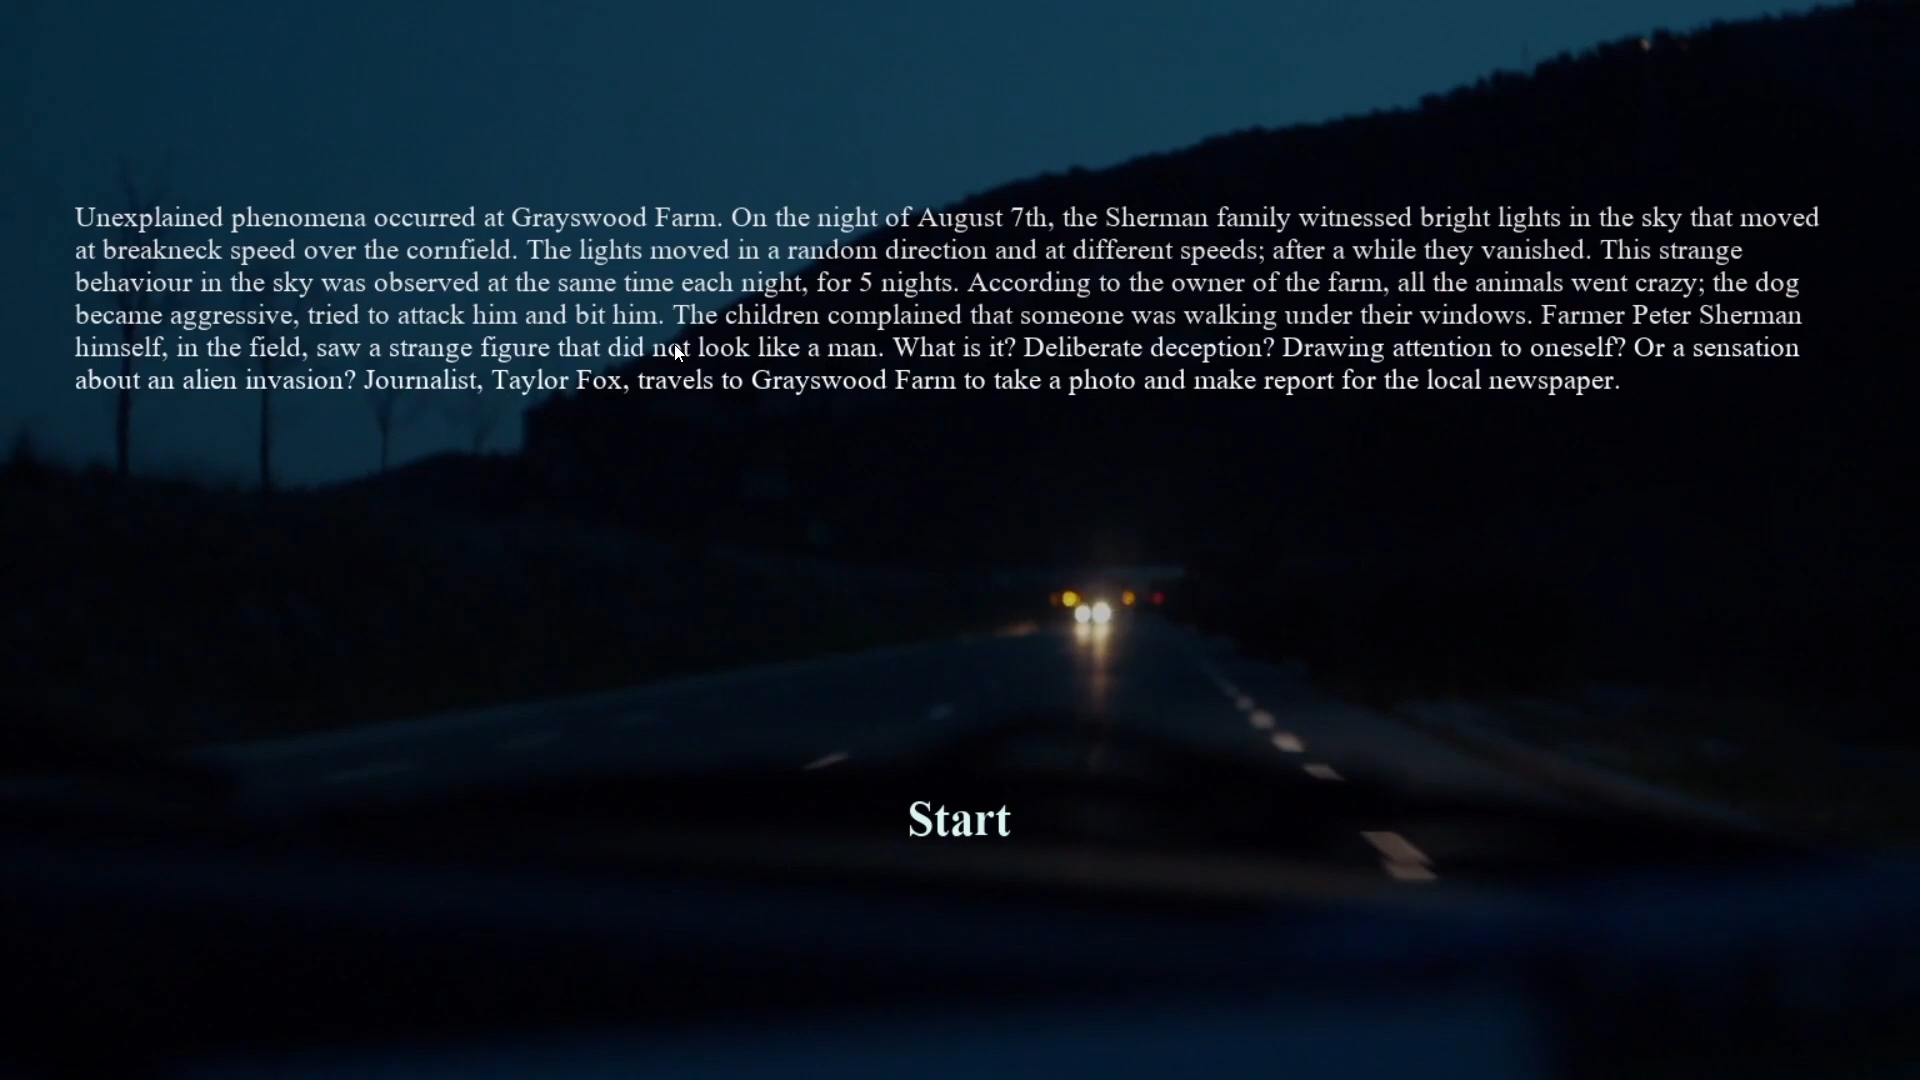 Unexplained phenomena occurred at Grayswood Farm. On the night of August 7th, the Sherman family witnessed bright lights in the sky that moved
at breakneck speed over the cornfield. The lights moved in a random direction and at different speeds; after a while they vanished. This strange
behaviour in the sky was observed at the same time each night, for 5 nights. According to the owner of the farm, all the animals went crazy; the dog
became aggressive, tried to attack him and bit him. The children complained that someone was walking under their windows. Farmer Peter Sherman
himself, in the field, saw a strange figure that did not look like a man. What is it? Deliberate deception? Drawing attention to oneself? Or a sensation
about an alien invasion? Journalist, Taylor Fox, travels to Grayswood Farm to take a photo and make report for the local newspaper.
Start